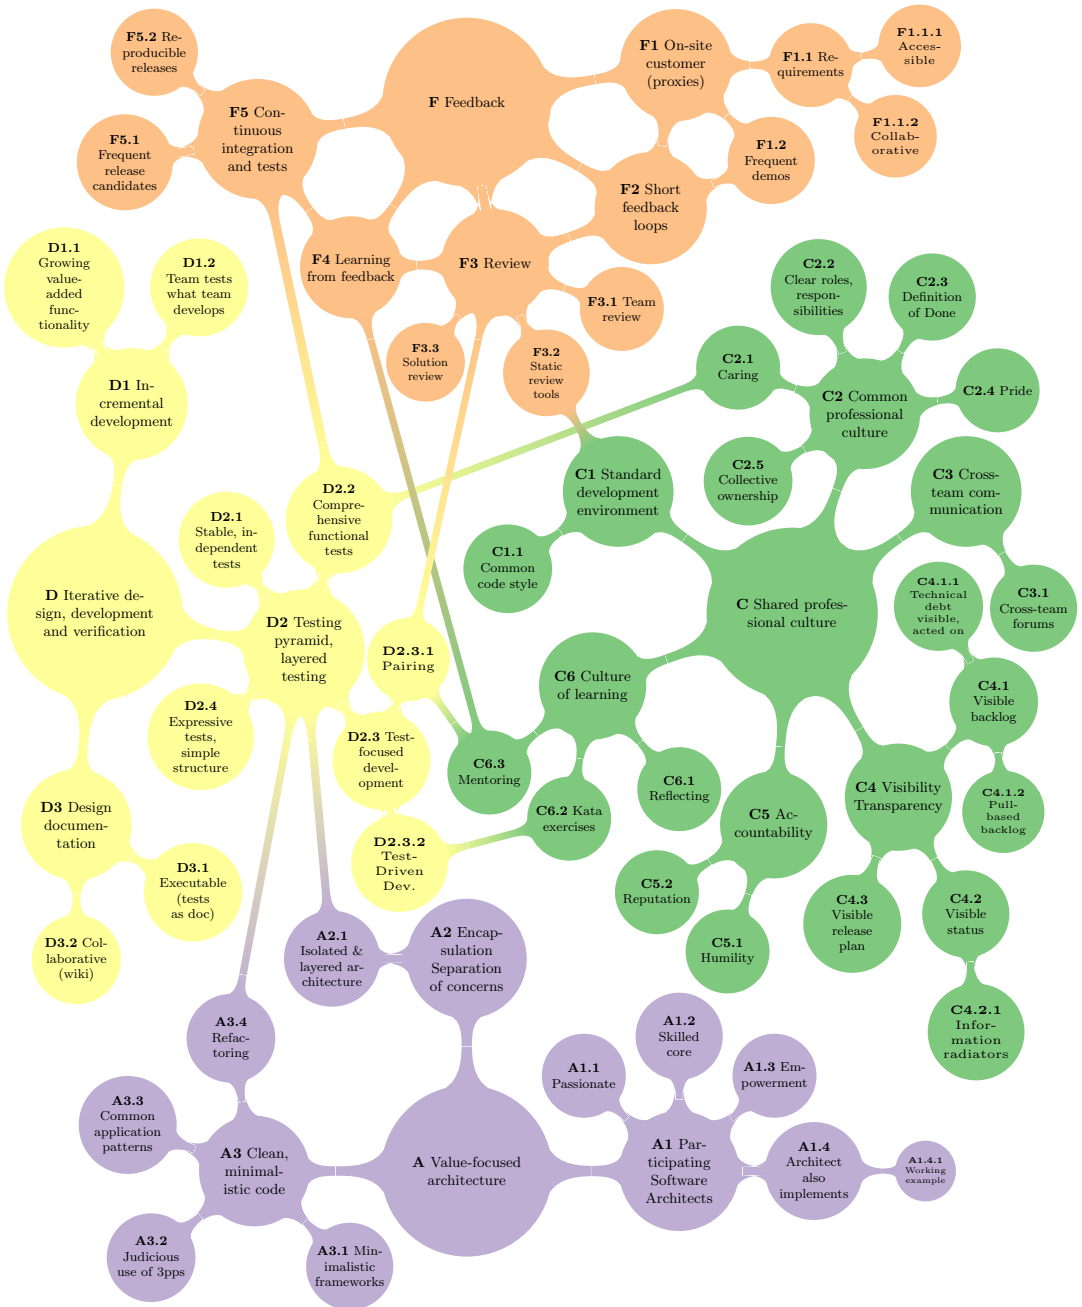 F Feedback
F1 On-site
customer
(proxies)
F1.1 Re-
quirements
F1.1.1
Acces-
sible
F1.1.2
Collab-
orative
F1.2
Frequent
demos
F2 Short
feedback
loops
F3 Review
F3.1 Team
review
F3.2
Static
review
tools
F3.3
Solution
review
F4 Learning
from feedback
F5 Con-
tinuous
integration
and tests
F5.1
Frequent
release
candidates
F5.2 Re-
producible
releases
D Iterative de-
sign, development
and verification
D1 In-
cremental
development
D1.1
Growing
value-
added
func-
tionality
D1.2
Team tests
what team
develops
D2 Testing
pyramid,
layered
testing
D2.1
Stable, in-
dependent
tests
D2.2
Compre-
hensive
functional
tests
D2.3 Test-
focused
devel-
opment
D2.3.1
Pairing
D2.3.2
Test-
Driven
Dev.
D2.4
Expressive
tests,
simple
structure
D3 Design
documen-
tation
D3.1
Executable
(tests
as doc)
D3.2 Col-
laborative
(wiki)
C Shared profes-
sional culture
C1 Standard
development
environment
C1.1
Common
code style
C2 Common
professional
culture
C2.1
Caring
C2.2
Clear roles,
respon-
sibilities
C2.3
Definition
of Done
C2.4 Pride
C2.5
Collective
ownership
C3 Cross-
team com-
munication
C3.1
Cross-team
forums
C4 Visibility
Transparency
C4.1
Visible
backlog
C4.1.1
Technical
debt
visible,
acted on
C4.1.2
Pull-
based
backlog
C4.2
Visible
status
C4.2.1
Infor-
mation
radiators
C4.3
Visible
release
plan
C5 Ac-
countability
C5.1
Humility
C5.2
Reputation
C6 Culture
of learning
C6.1
Reflecting
C6.2 Kata
exercises
C6.3
Mentoring
A Value-focused
architecture
A1 Par-
ticipating
Software
Architects
A1.1
Passionate
A1.2
Skilled
core
A1.3 Em-
powerment
A1.4
Architect
also
implements
A1.4.1
Working
example
A2 Encap-
sulation
Separation
of concerns
A2.1
Isolated &
layered ar-
chitecture
A3 Clean,
minimal-
istic code
A3.1 Min-
imalistic
frameworks
A3.2
Judicious
use of 3pps
A3.3
Common
application
patterns
A3.4
Refac-
toring